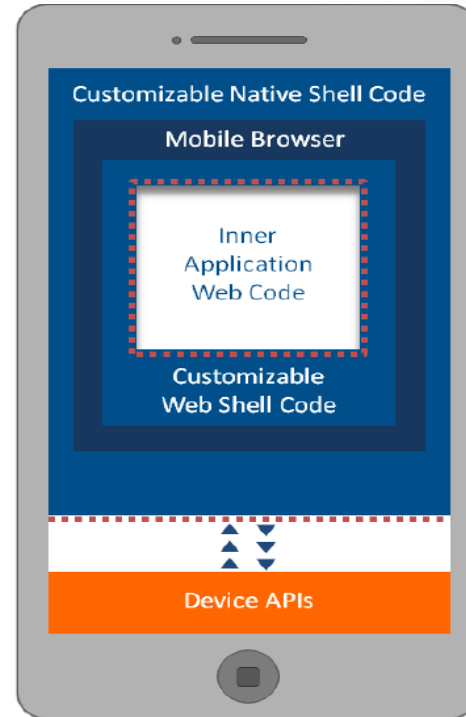 Customizable Native Shell Code
Mobile Browser
Inner
Application
Web Code
Customizable
Web Shell Code
Device APIs